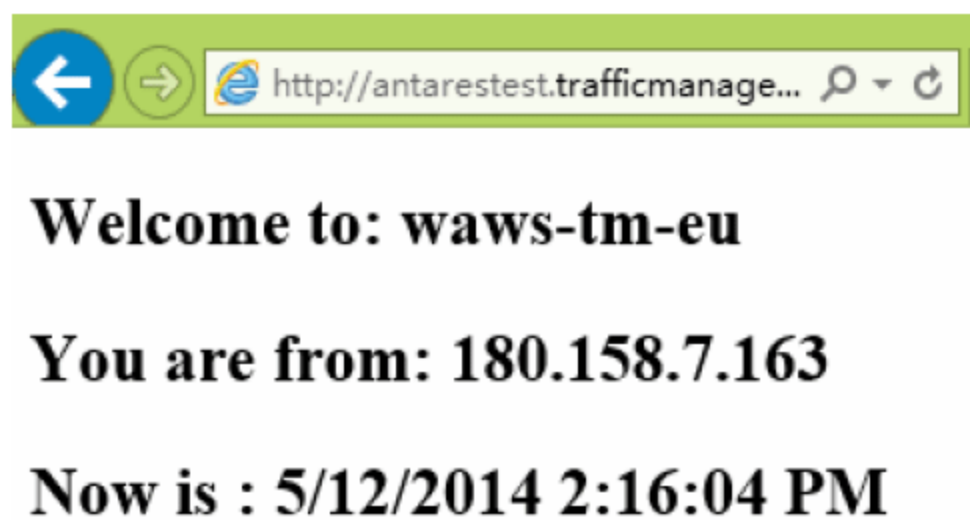 http://antarestest.trafficmanage...
Welcome to: waws-tm-eu
You are from: 180.158.7.163
Now is : 5/12/2014 2:16:04 PM